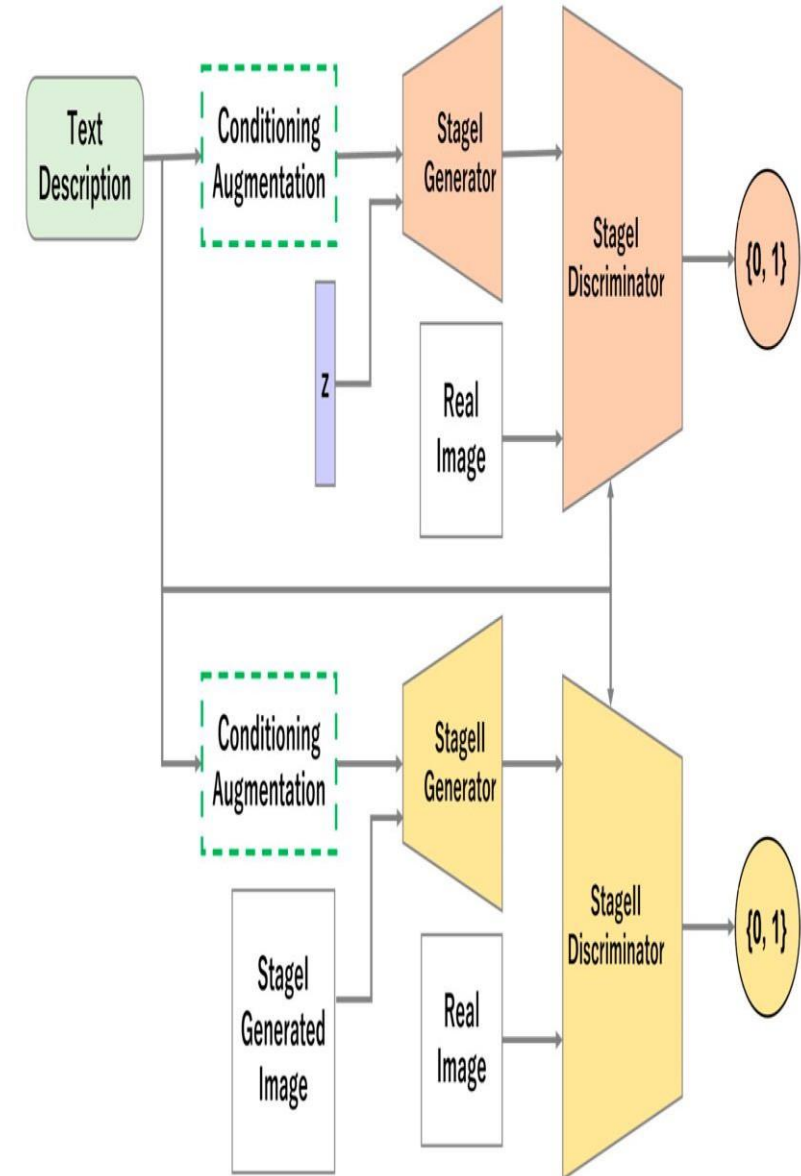 Text
Description
Conditioning
Augmentation
StageI
Generator
StageI
Discriminator
{0, 1}
z
Real
Image
Conditioning
Augmentation
StageII
Generator
StageII
Discriminator
{0, 1}
StageI
Generated
Image
Real
Image